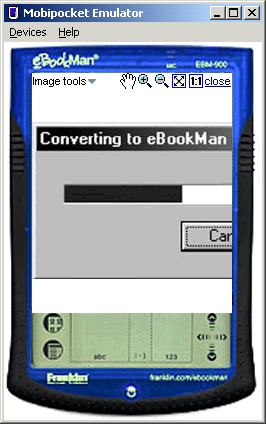 Mobipocket Emulator
Devices Help
eBookMan
EBM-900
Image tools
1:1 close
Converting to eBookMan
Can
abc
:-)
123
Franklin
franklin.com/ebookman